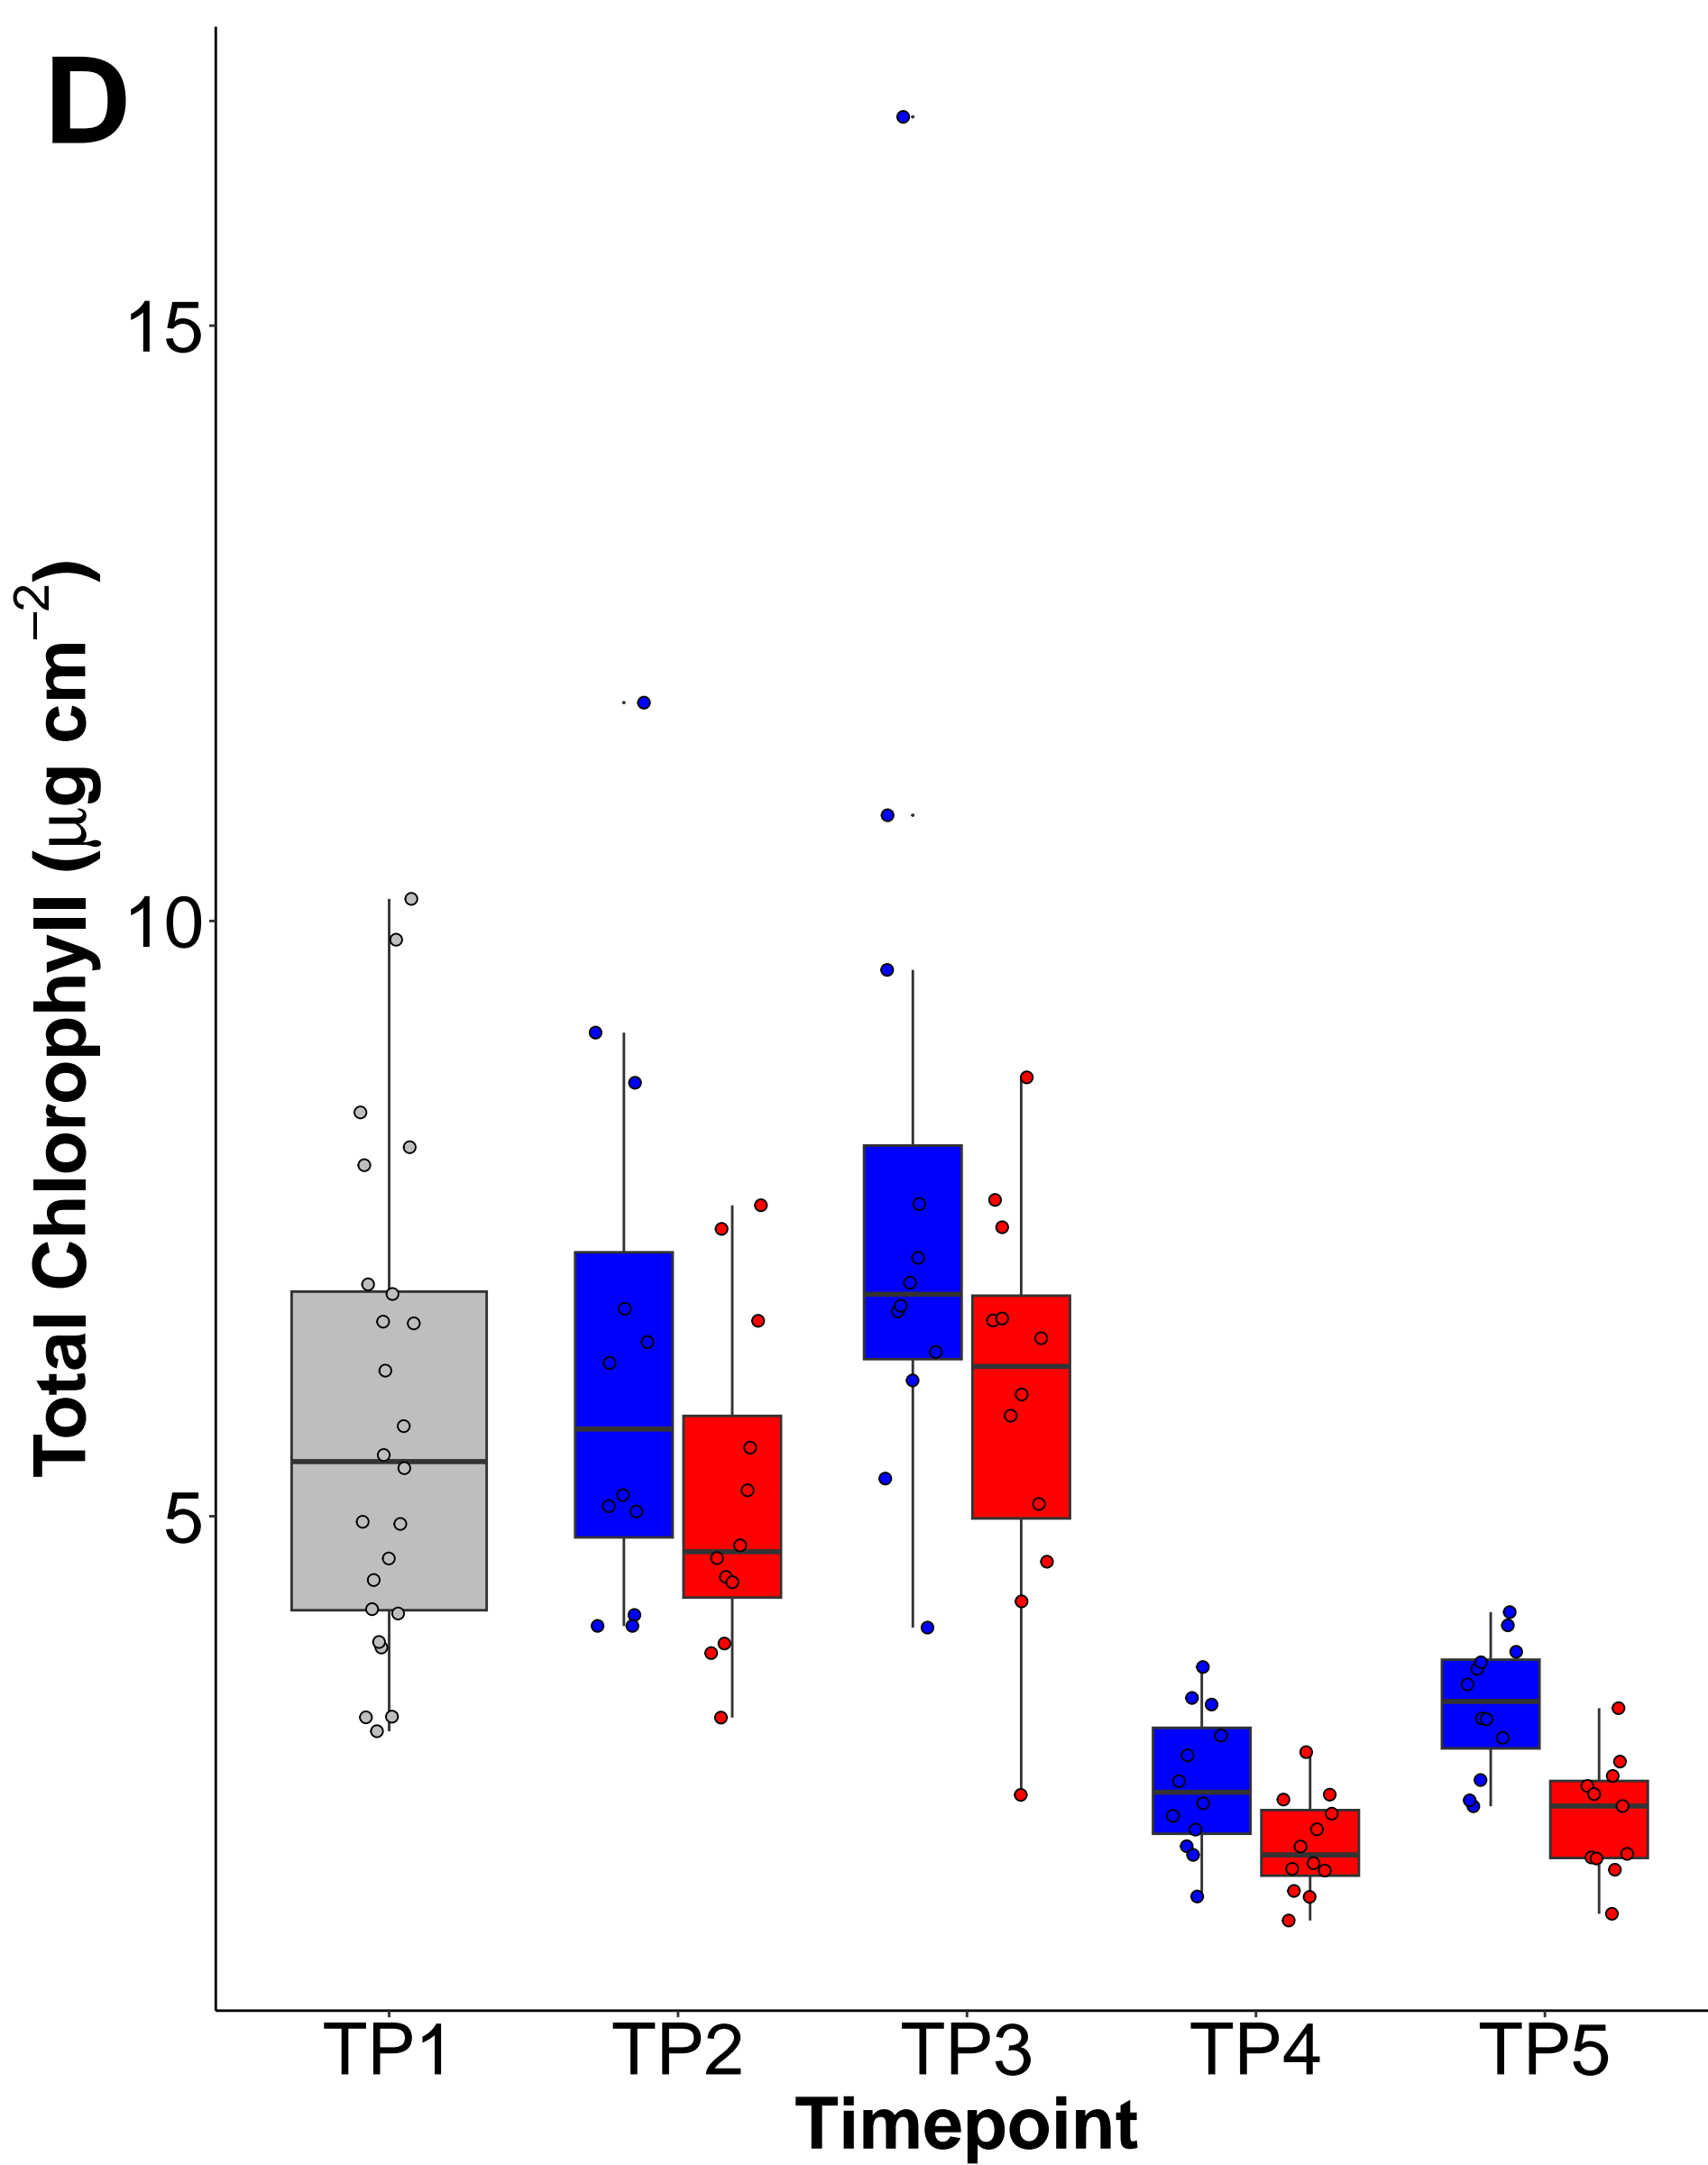 D
Total Chlorophyll (μg cm⁻²)
15
10
5
TP1 TP2 TP3 TP4 TP5
Timepoint